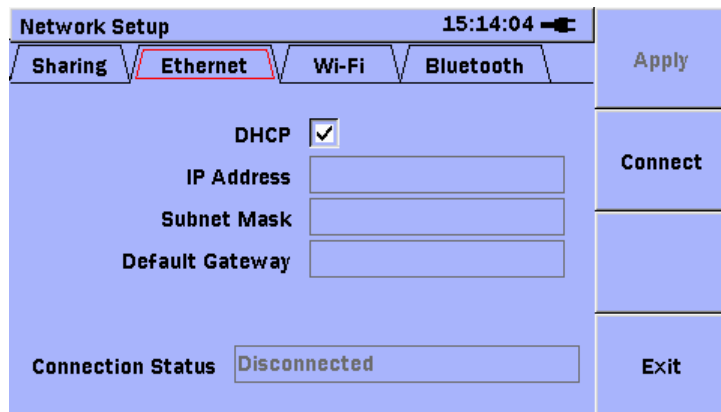 Network Setup 15:14:04
Sharing Ethernet Wi-Fi Bluetooth
Apply
DHCP
IP Address
Connect
Subnet Mask
Default Gateway
Connection Status Disconnected
Exit